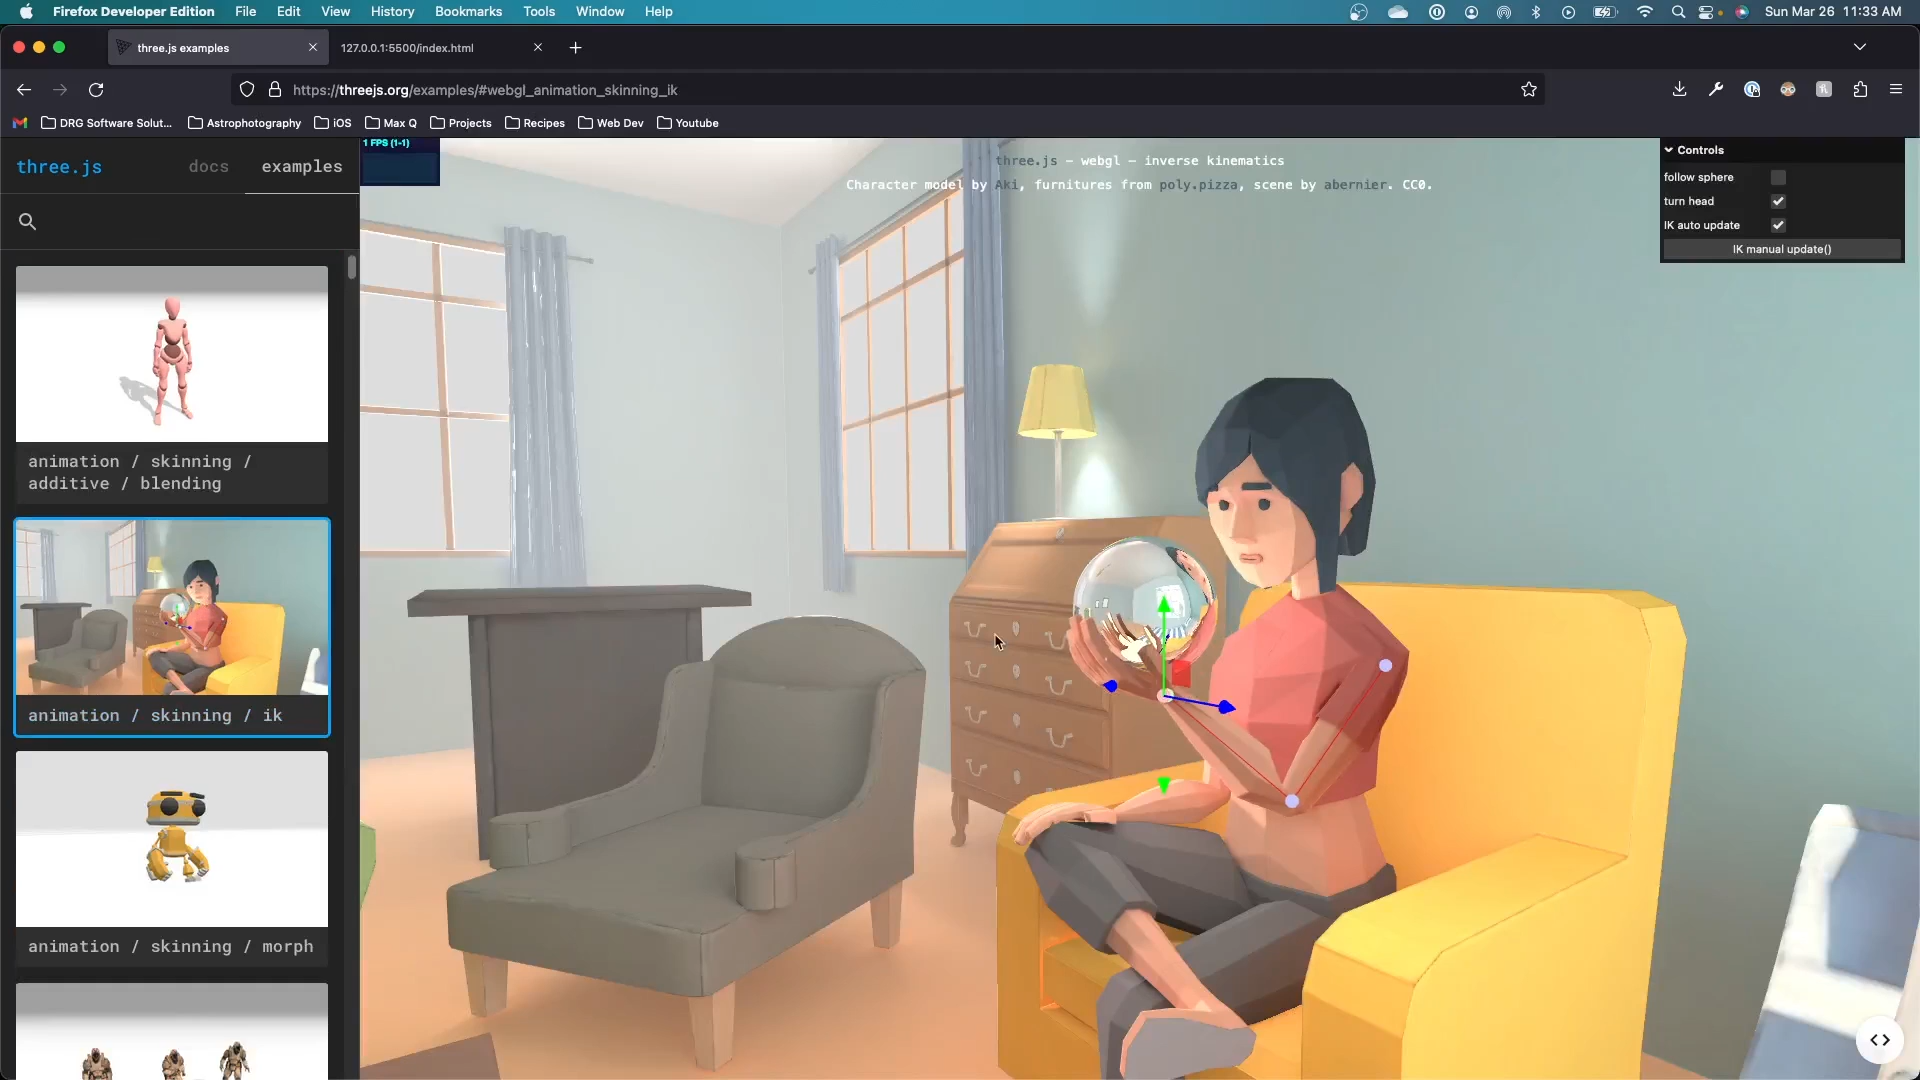 Firefox Developer Edition File Edit View History Bookmarks Tools Window Help Sun Mar 26 11:33 AM
three.js examples 127.0.0.1:5500/index.html
https://threejs.org/examples/#webgl_animation_skinning_ik
DRG Software Solut... Astrophotography iOS Max Q Projects Recipes Web Dev Youtube
three.js docs examples
1 FPS (1-1)
three.js - webgl - inverse kinematics
Character model by Aki, furnitures from poly.pizza, scene by abernier. CC0.
Controls
follow sphere
turn head
IK auto update
IK manual update()
animation / skinning /
additive / blending
animation / skinning / ik
animation / skinning / morph